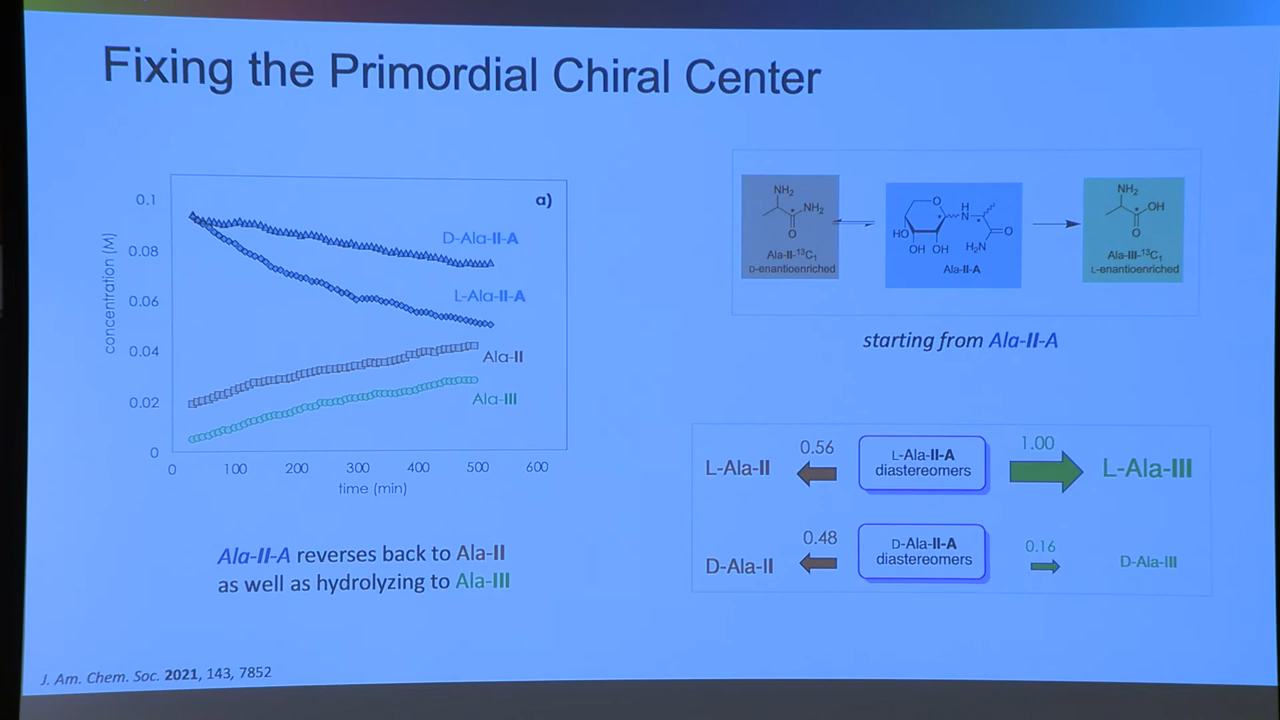 Fixing the Primordial Chiral Center
a)
0.1
0.08
0.06
0.04
0.02
0
concentration (M)
D-Ala-II-A
L-Ala-II-A
Ala-II
Ala-III
0 100 200 300 400 500 600
time (min)
Ala-II-A reverses back to Ala-II
as well as hydrolyzing to Ala-III
NH₂
NH₂
O
Ala-II-¹³C₁
D-enantioenriched
O
H
N
HO
OH OH
H₂N
O
Ala-II-A
NH₂
OH
O
Ala-III-¹³C₁
L-enantioenriched
starting from Ala-II-A
L-Ala-II
0.56
L-Ala-II-A
diastereomers
1.00
L-Ala-III
D-Ala-II
0.48
D-Ala-II-A
diastereomers
0.16
D-Ala-III
J. Am. Chem. Soc. 2021, 143, 7852